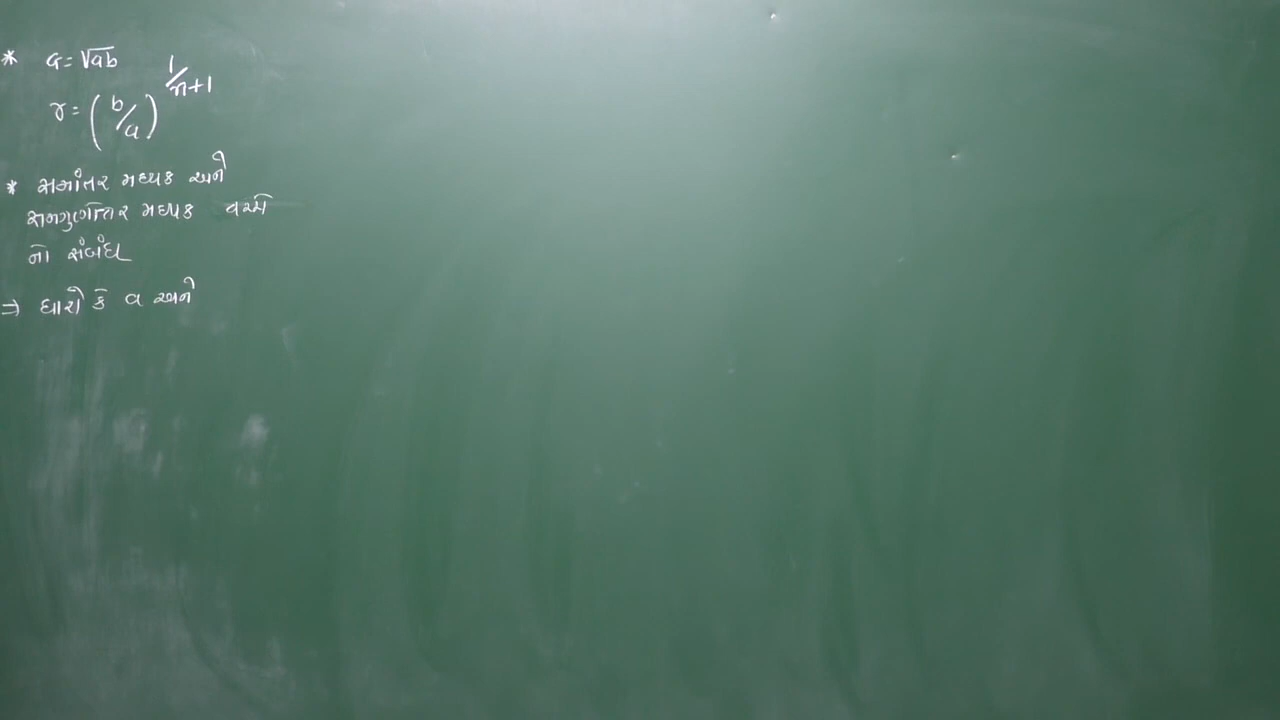 * G = √ab
r = (b/a)^1/n+1
* સમાંતર મધ્યક અને
સમગુણોત્તર મધ્યક વચ્ચે
નો સંબંધ
⇒ ધારો કે a અને